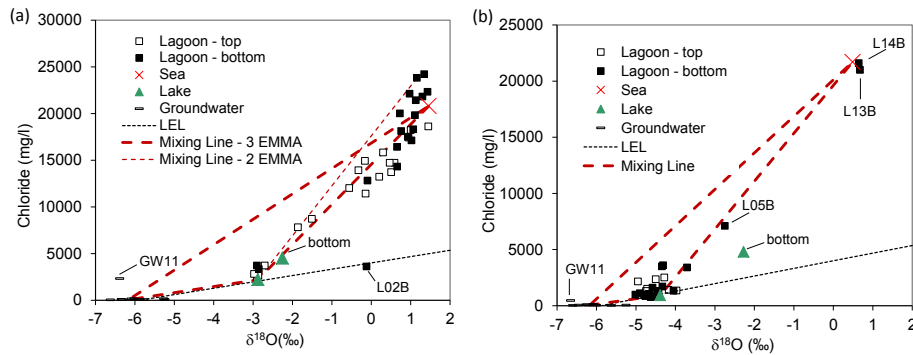 (a)
30000
25000
20000
15000
10000
5000
0
Chloride (mg/l)
Lagoon - top
Lagoon - bottom
Sea
Lake
Groundwater
LEL
Mixing Line - 3 EMMA
Mixing Line - 2 EMMA
GW11
bottom
L02B
-7 -6 -5 -4 -3 -2 -1 0 1 2
δ¹⁸O(‰)
(b)
25000
20000
15000
10000
5000
0
Chloride (mg/l)
Lagoon - top
Lagoon - bottom
Sea
Lake
Groundwater
LEL
Mixing Line
L14B
L13B
L05B
bottom
GW11
-7 -6 -5 -4 -3 -2 -1 0 1 2
δ¹⁸O (‰)